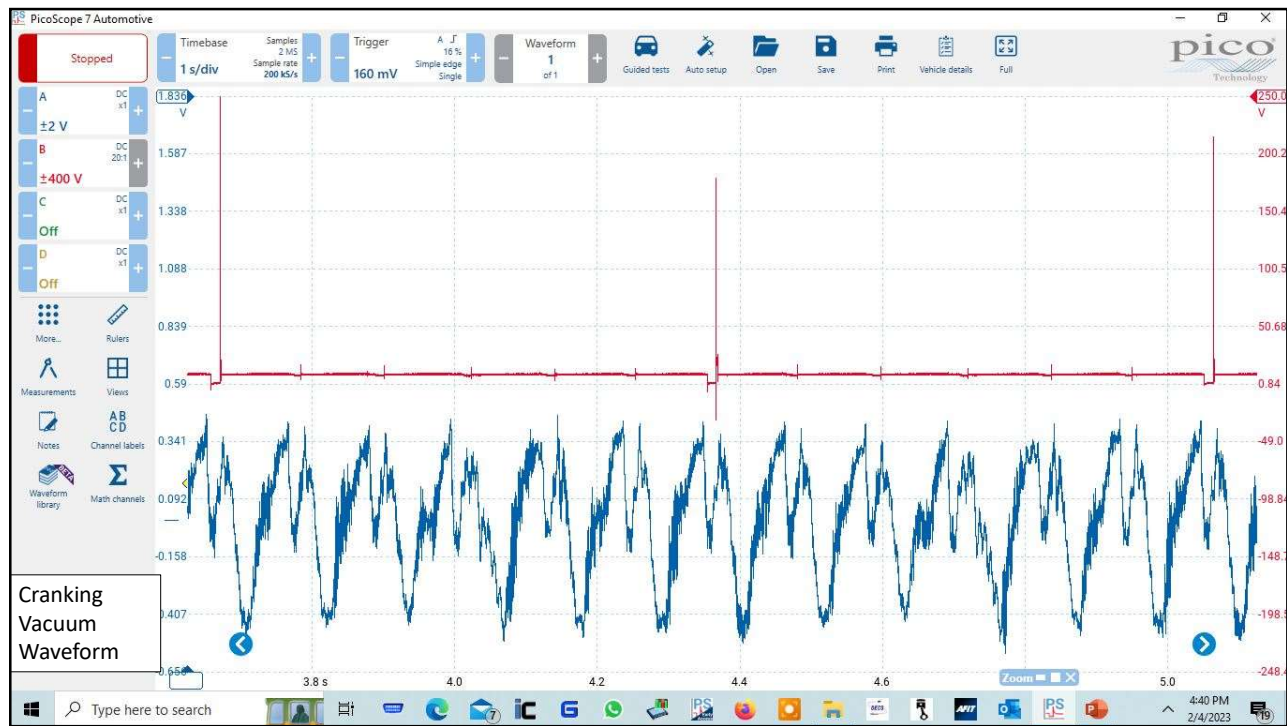 PicoScope 7 Automotive
Stopped
Timebase
1 s/div
Samples
2 MS
Sample rate
200 kS/s
Trigger
160 mV
A
16 %
Simple edge
Single
Waveform
1
of 1
Guided tests
Auto setup
Open
Save
Print
Vehicle details
Full
pico
Technology
A
DC
x1
±2 V
B
DC
20:1
±400 V
C
DC
x1
Off
D
DC
x1
Off
More...
Rulers
Measurements
Views
Notes
Channel labels
Waveform
library
BETA
Math channels
A B
C D
1.836
V
1.587
1.338
1.088
0.839
0.59
0.341
0.092
-0.158
0.407
0.656
250.0
V
200.2
150.4
100.5
50.68
0.84
-49.0
-98.84
-148.7
-198.5
-248.4
3.8 s
4.0
4.2
4.4
4.6
5.0
Zoom
Cranking
Vacuum
Waveform
Type here to search
7
iC
G
PS
AFIT
PS
4:40 PM
2/4/2023